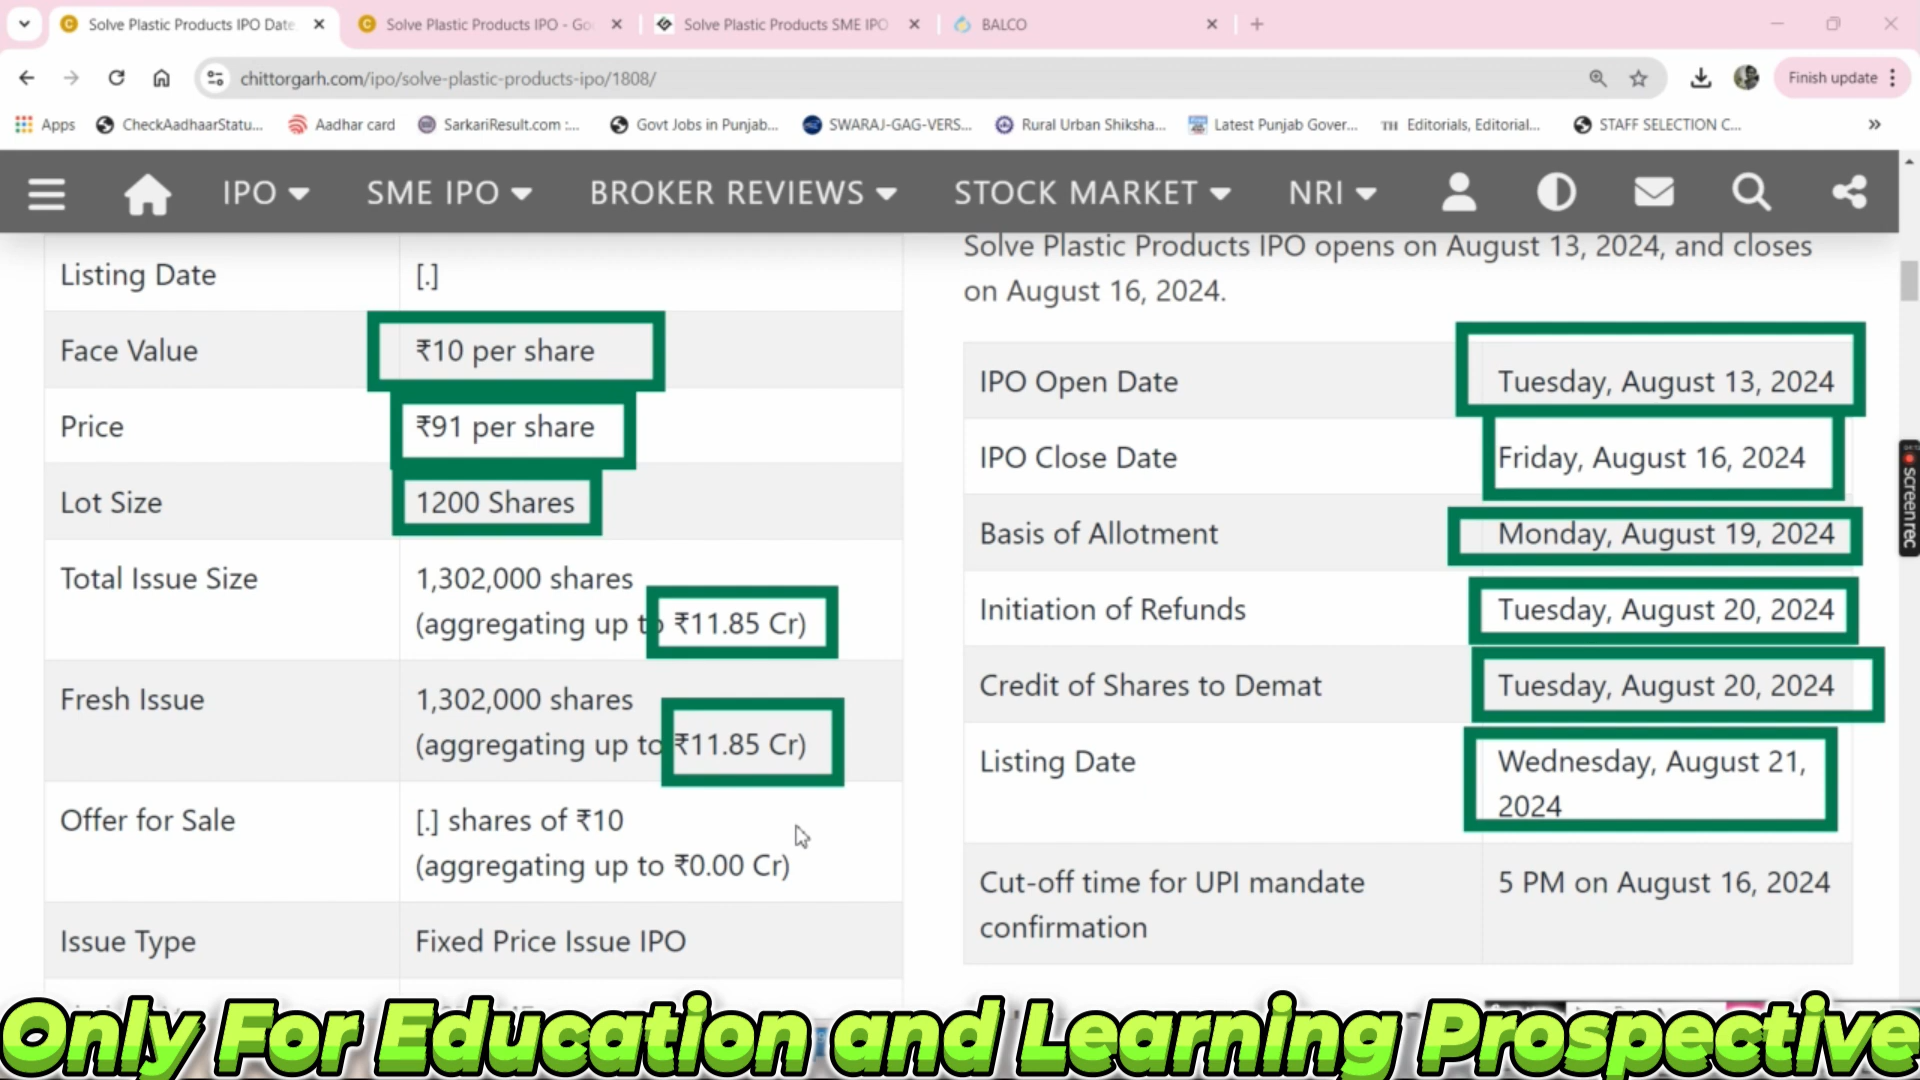 Solve Plastic Products IPO Date
Solve Plastic Products IPO - Go
Solve Plastic Products SME IPO
BALCO
chittorgarh.com/ipo/solve-plastic-products-ipo/1808/
Finish update
Apps
CheckAadhaarStatu...
Aadhar card
SarkariResult.com :...
Govt Jobs in Punjab...
SWARAJ-GAG-VERS...
Rural Urban Shiksha...
Latest Punjab Gover...
TH Editorials, Editorial...
STAFF SELECTION C...
IPO
SME IPO
BROKER REVIEWS
STOCK MARKET
NRI
Listing Date [.]
Face Value ₹10 per share
Price ₹91 per share
Lot Size 1200 Shares
Total Issue Size 1,302,000 shares
(aggregating up to ₹11.85 Cr)
Fresh Issue 1,302,000 shares
(aggregating up to ₹11.85 Cr)
Offer for Sale [.] shares of ₹10
(aggregating up to ₹0.00 Cr)
Issue Type Fixed Price Issue IPO
Solve Plastic Products IPO opens on August 13, 2024, and closes
on August 16, 2024.
IPO Open Date Tuesday, August 13, 2024
IPO Close Date Friday, August 16, 2024
Basis of Allotment Monday, August 19, 2024
Initiation of Refunds Tuesday, August 20, 2024
Credit of Shares to Demat Tuesday, August 20, 2024
Listing Date Wednesday, August 21,
2024
Cut-off time for UPI mandate 5 PM on August 16, 2024
confirmation
screenrec
Only For Education and Learning Prospective